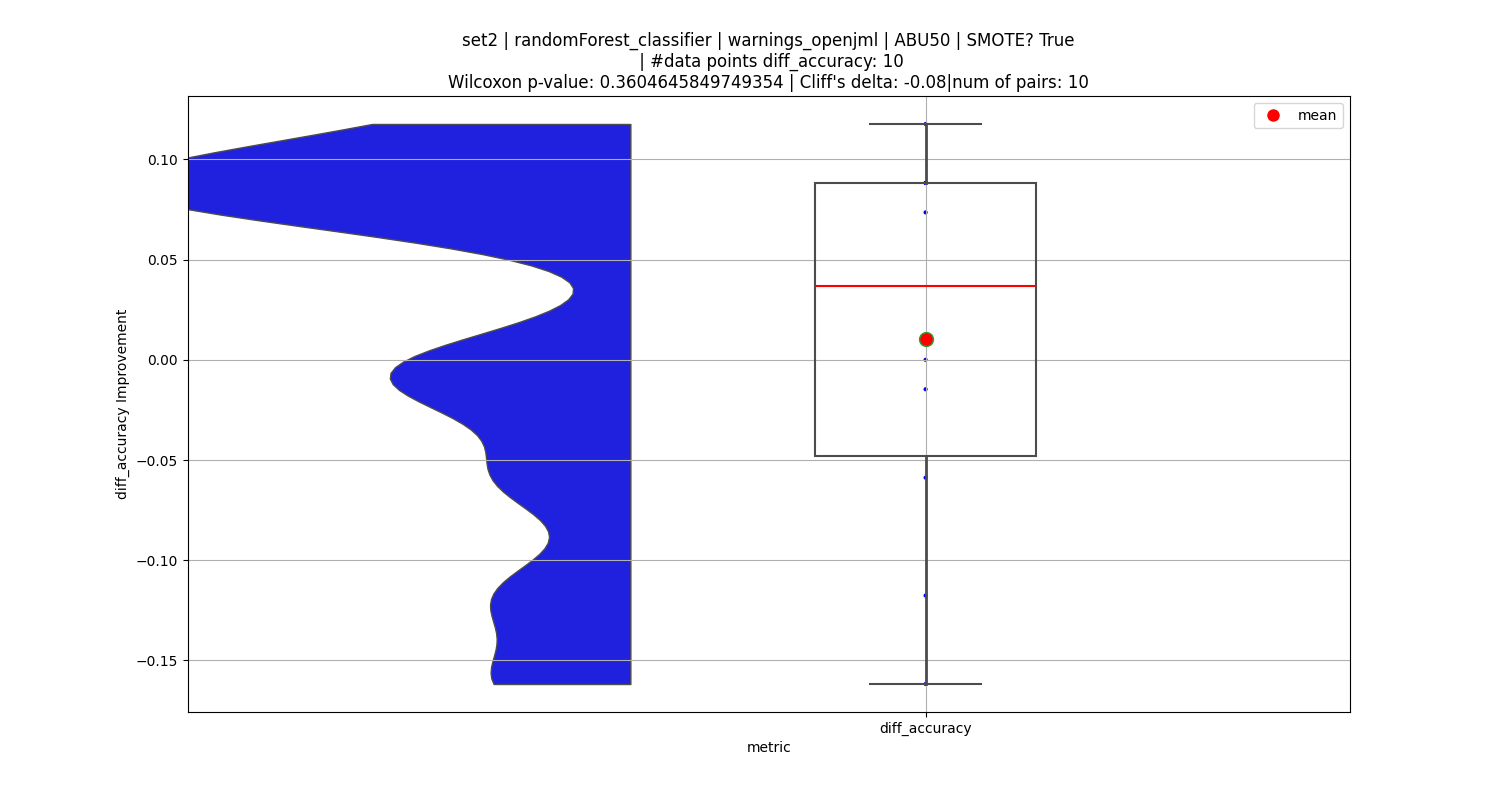 set2 | randomForest_classifier | warnings_openjml | ABU50 | SMOTE? True
| #data points diff_accuracy: 10
Wilcoxon p-value: 0.3604645849749354 | Cliff's delta: -0.08|num of pairs: 10
mean
0.10
0.05
0.00
−0.05
−0.10
−0.15
diff_accuracy Improvement
diff_accuracy
metric